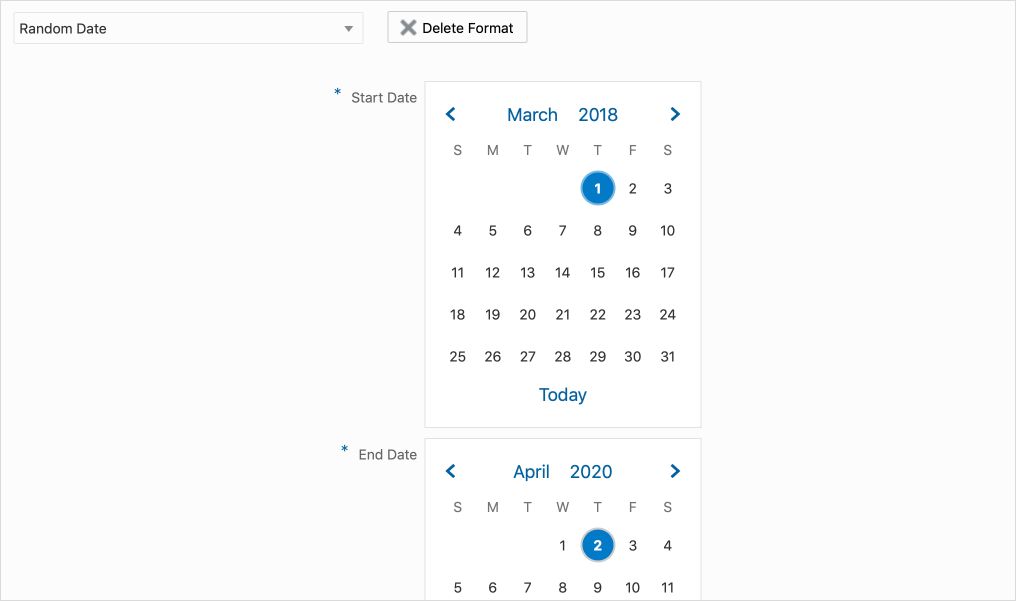 Random Date
Delete Format
* Start Date
March 2018
S M T W T F S
1 2 3
4 5 6 7 8 9 10
11 12 13 14 15 16 17
18 19 20 21 22 23 24
25 26 27 28 29 30 31
Today
* End Date
April 2020
S M T W T F S
1 2 3 4
5 6 7 8 9 10 11